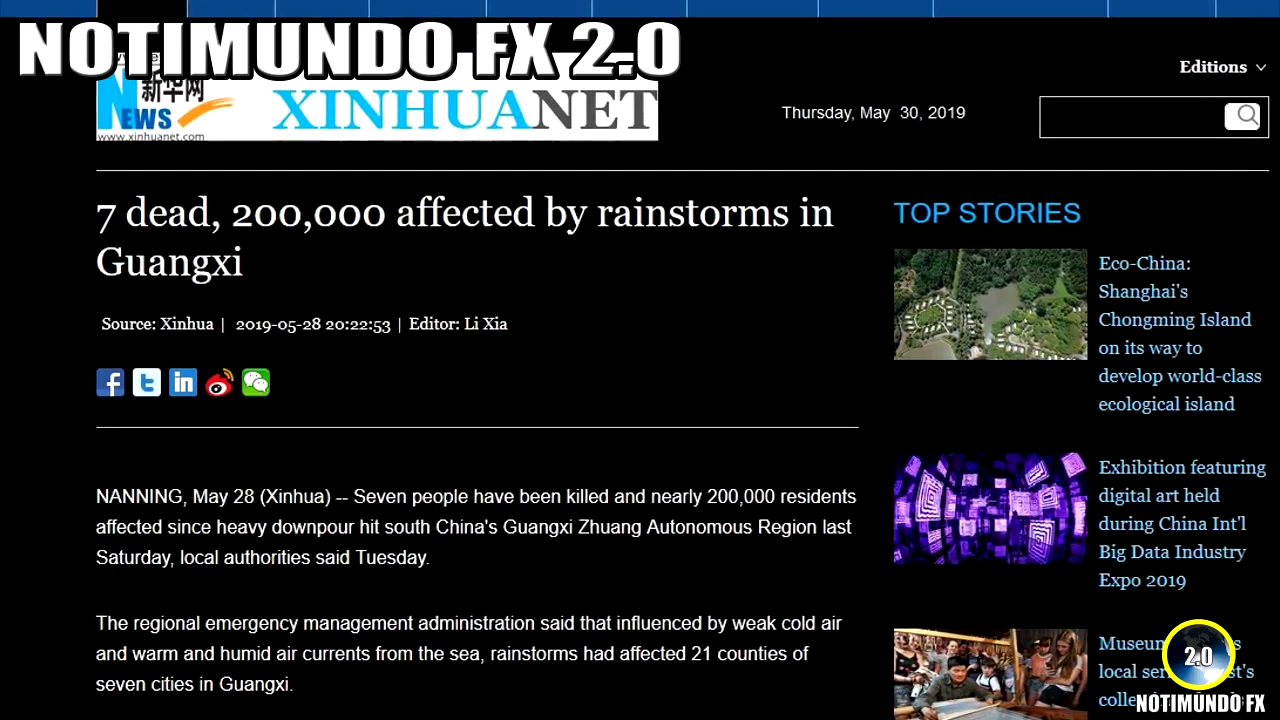 NOTIMUNDO FX 2.0
新华网
NEWS
www.xinhuanet.com
XINHUANET
Thursday, May 30, 2019
Editions
7 dead, 200,000 affected by rainstorms in
Guangxi
Source: Xinhua | 2019-05-28 20:22:53 | Editor: Li Xia
NANNING, May 28 (Xinhua) -- Seven people have been killed and nearly 200,000 residents
affected since heavy downpour hit south China's Guangxi Zhuang Autonomous Region last
Saturday, local authorities said Tuesday.
The regional emergency management administration said that influenced by weak cold air
and warm and humid air currents from the sea, rainstorms had affected 21 counties of
seven cities in Guangxi.
TOP STORIES
Eco-China:
Shanghai's
Chongming Island
on its way to
develop world-class
ecological island
Exhibition featuring
digital art held
during China Int'l
Big Data Industry
Expo 2019
local
2.0
NOTIMUNDO FX